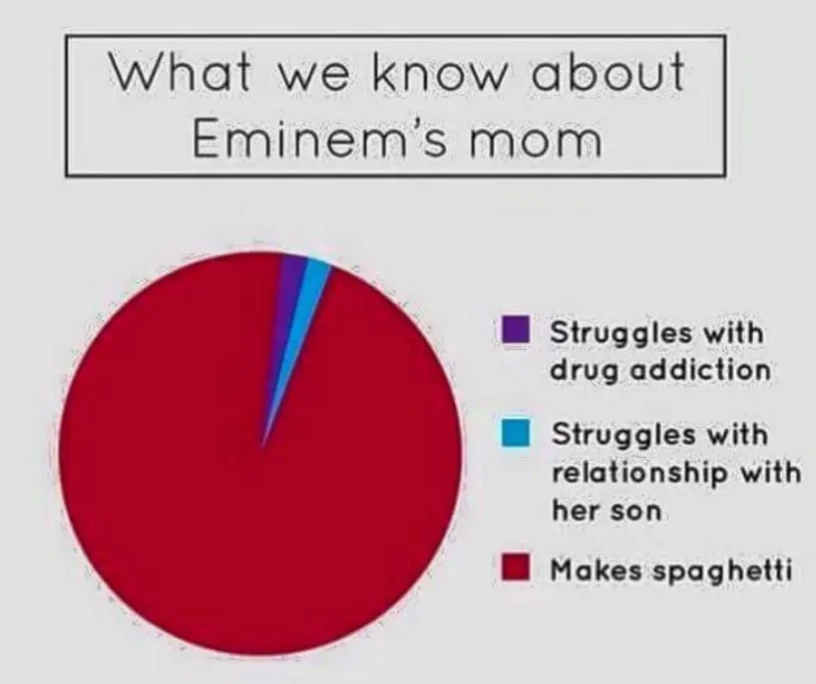 What we know about
Eminem's mom
Struggles with
drug addiction
Struggles with
relationship with
her son
Makes spaghetti